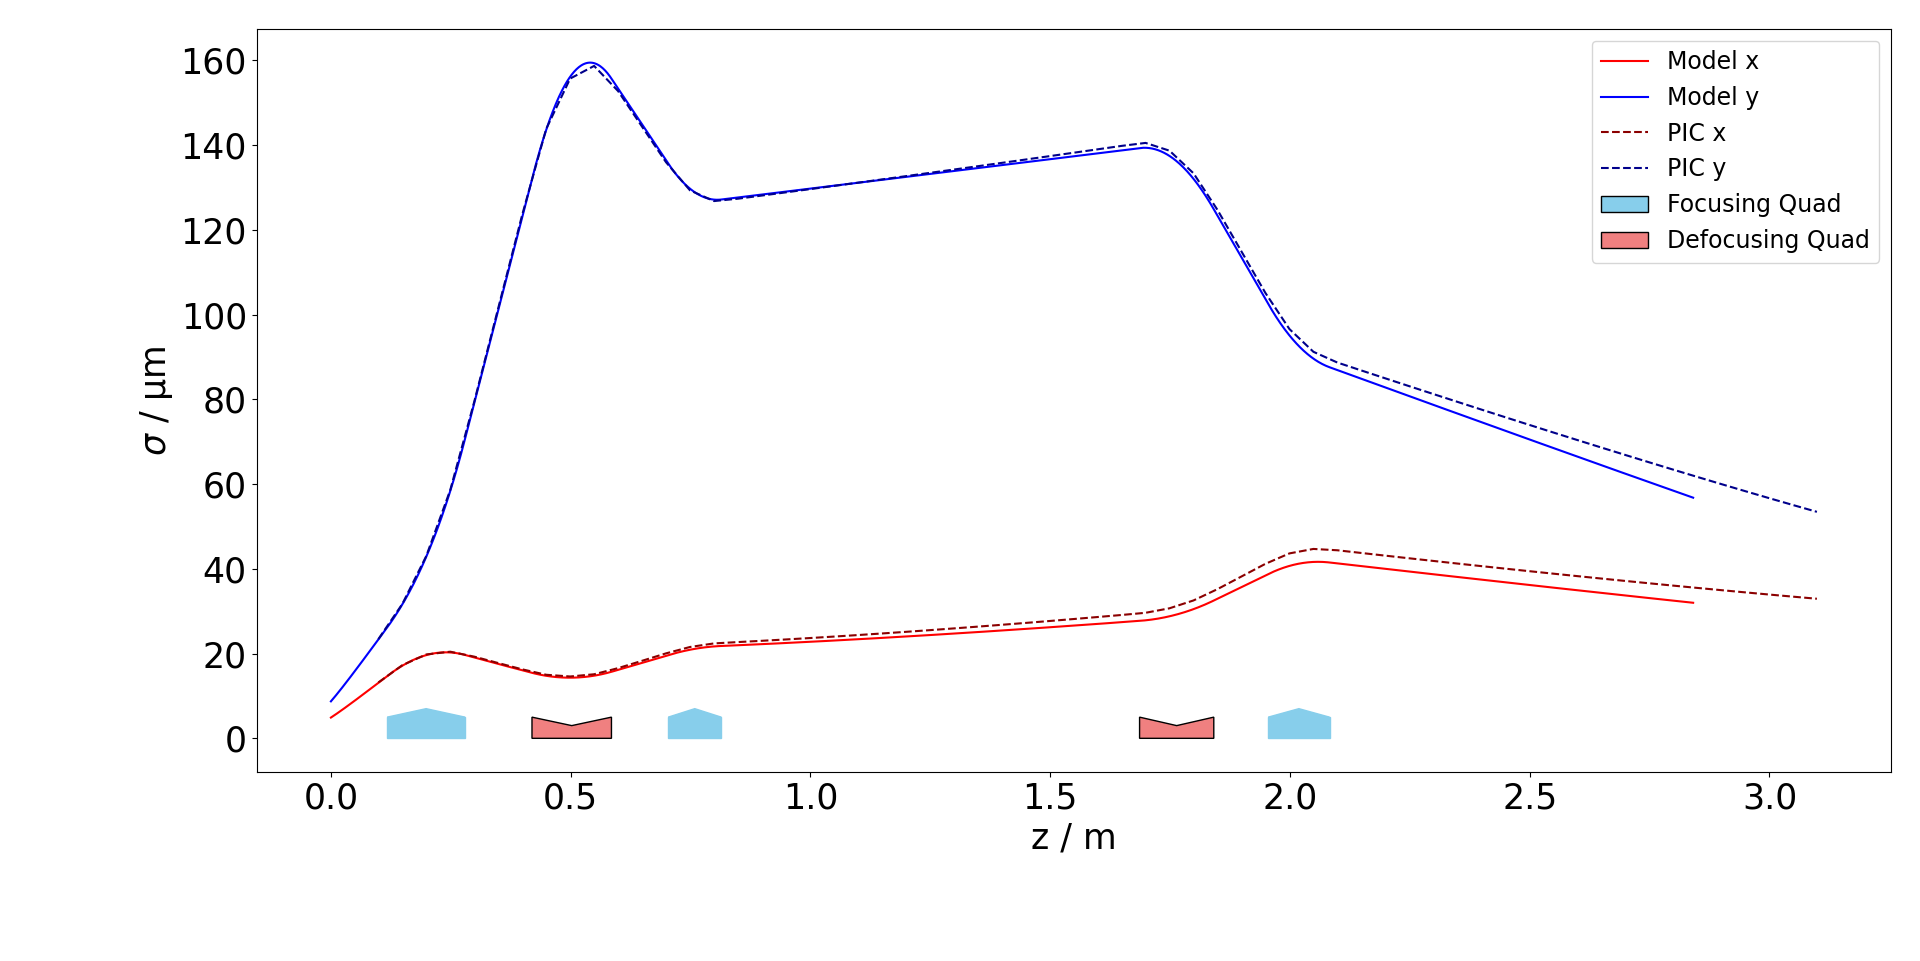 160
140
120
100
80
60
40
20
0
σ / μm
0.0 0.5 1.0 1.5 2.0 2.5 3.0
z / m
Model x
Model y
PIC x
PIC y
Focusing Quad
Defocusing Quad